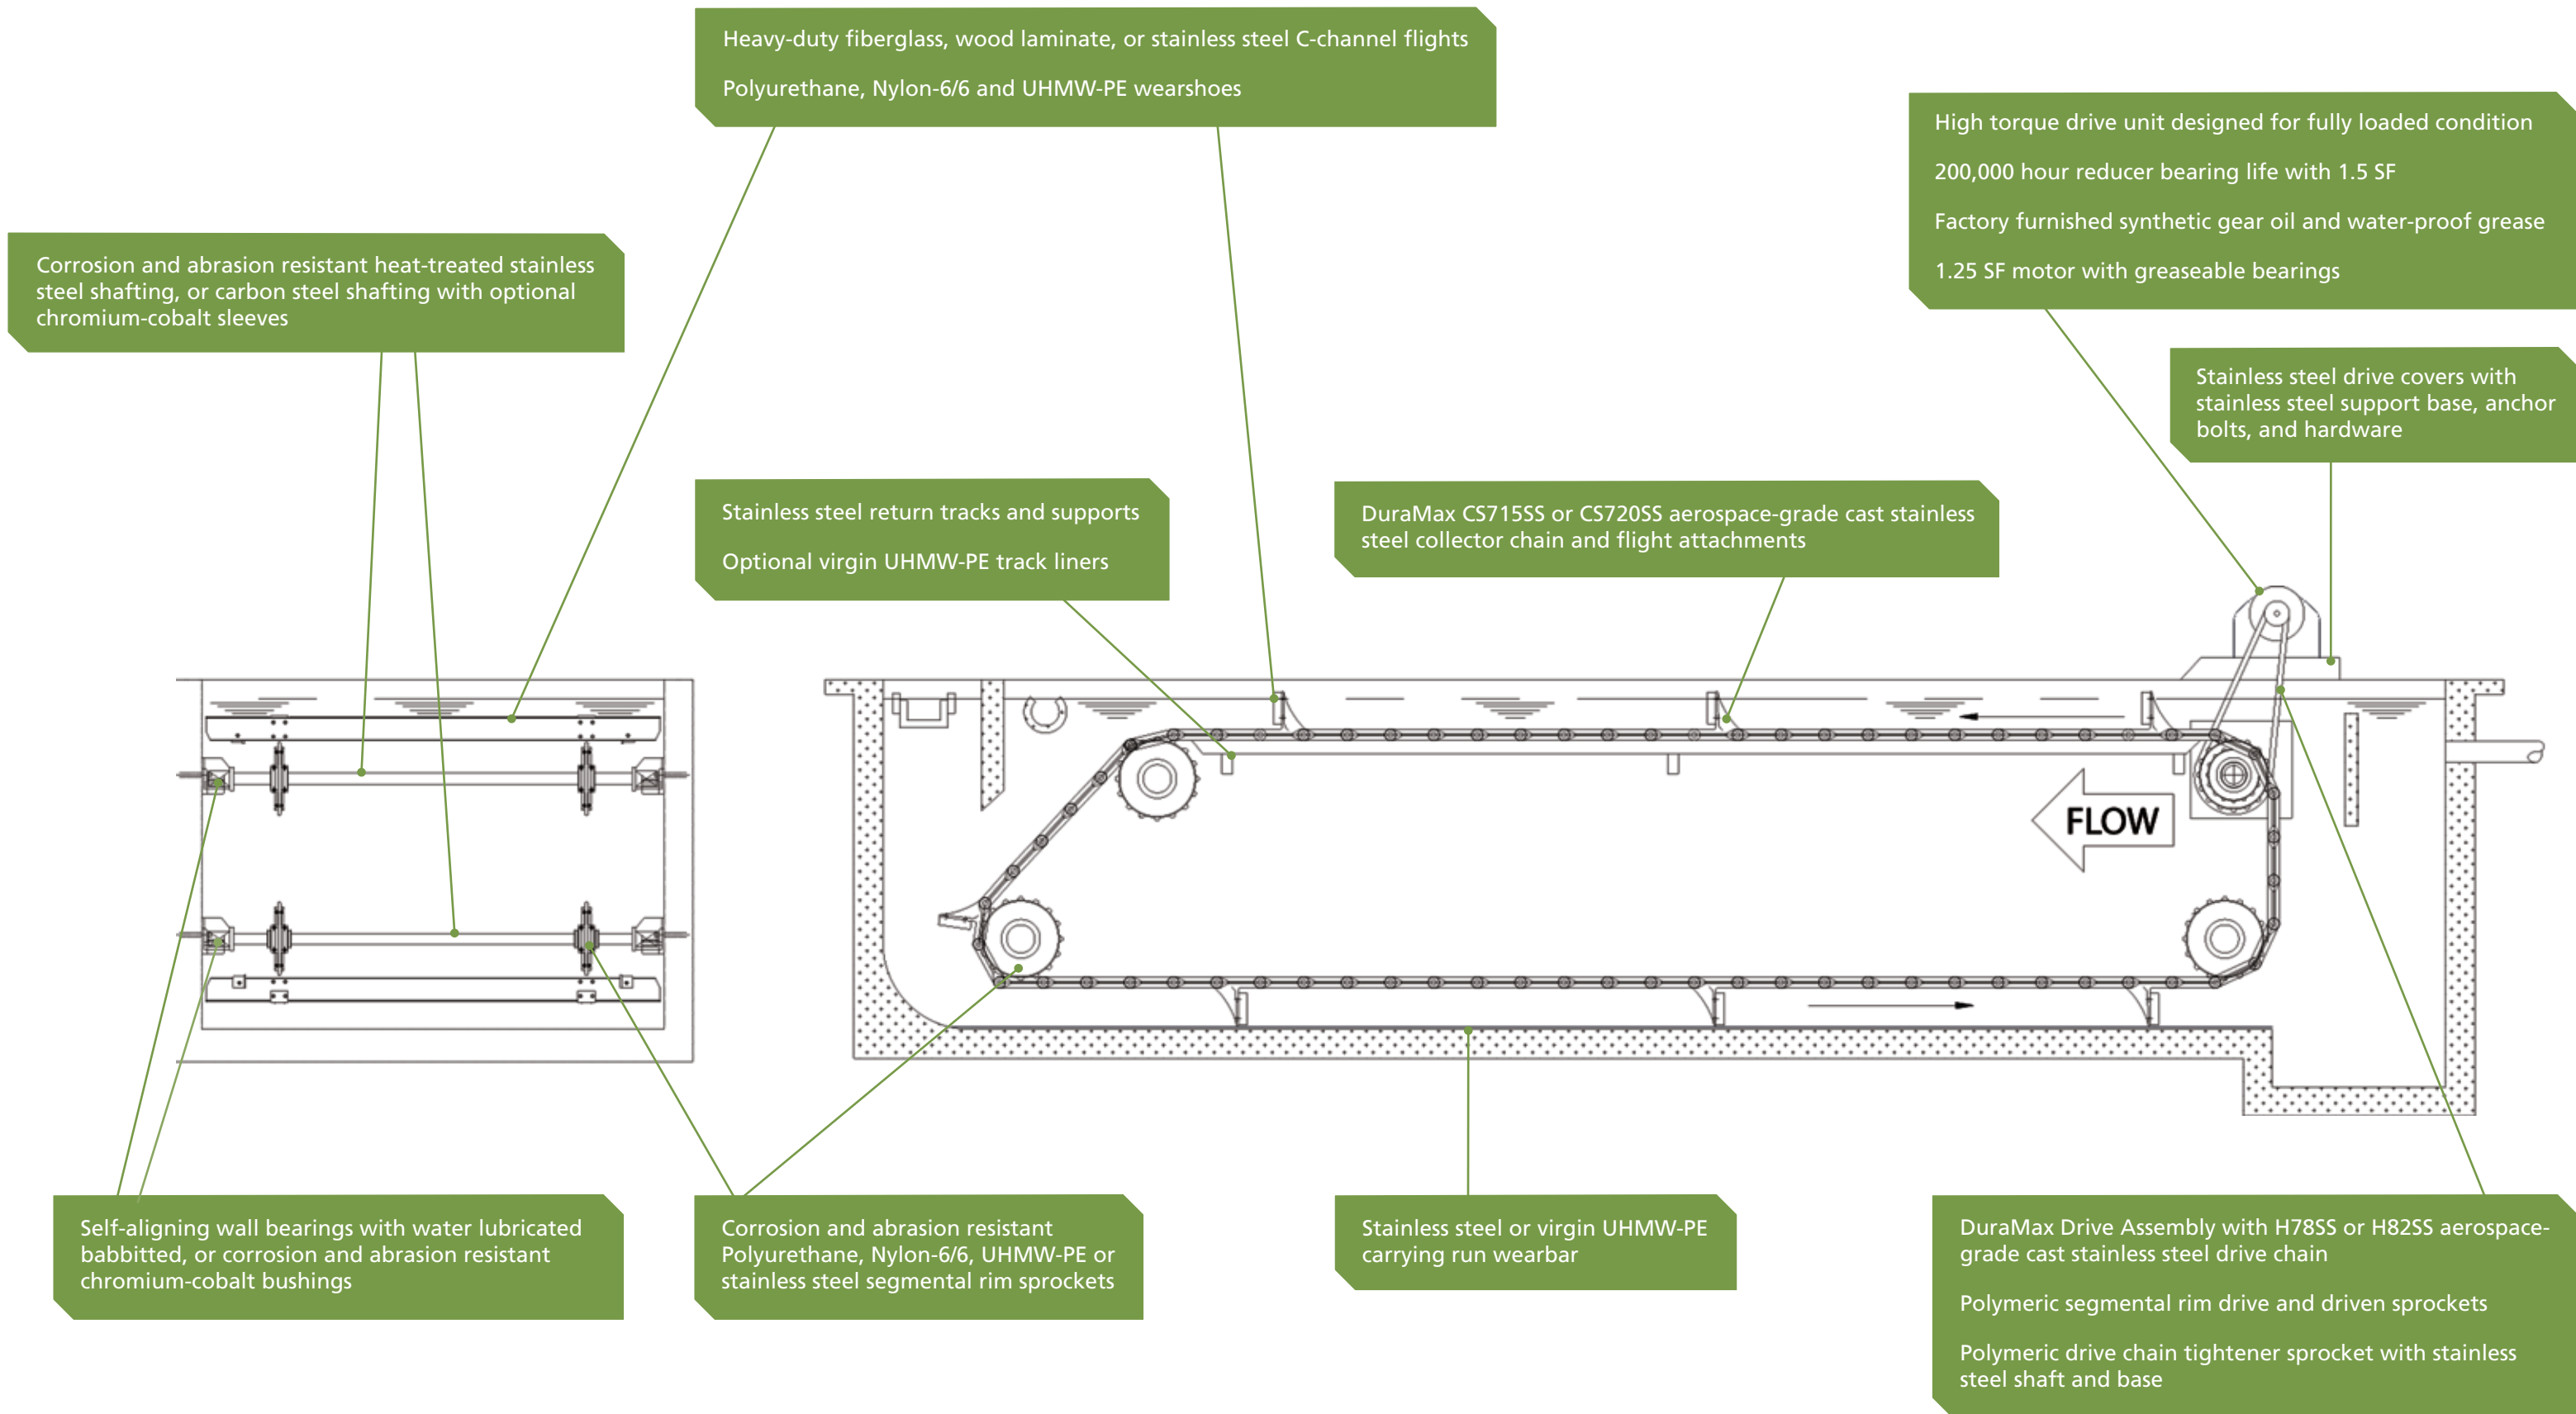 Heavy-duty fiberglass, wood laminate, or stainless steel C-channel flights
Polyurethane, Nylon-6/6 and UHMW-PE wearshoes
High torque drive unit designed for fully loaded condition
200,000 hour reducer bearing life with 1.5 SF
Factory furnished synthetic gear oil and water-proof grease
1.25 SF motor with greaseable bearings
Corrosion and abrasion resistant heat-treated stainless
steel shafting, or carbon steel shafting with optional
chromium-cobalt sleeves
Stainless steel drive covers with
stainless steel support base, anchor
bolts, and hardware
Stainless steel return tracks and supports
Optional virgin UHMW-PE track liners
DuraMax CS715SS or CS720SS aerospace-grade cast stainless
steel collector chain and flight attachments
FLOW
Self-aligning wall bearings with water lubricated
babbitted, or corrosion and abrasion resistant
chromium-cobalt bushings
Corrosion and abrasion resistant
Polyurethane, Nylon-6/6, UHMW-PE or
stainless steel segmental rim sprockets
Stainless steel or virgin UHMW-PE
carrying run wearbar
DuraMax Drive Assembly with H78SS or H82SS aerospace-
grade cast stainless steel drive chain
Polymeric segmental rim drive and driven sprockets
Polymeric drive chain tightener sprocket with stainless
steel shaft and base